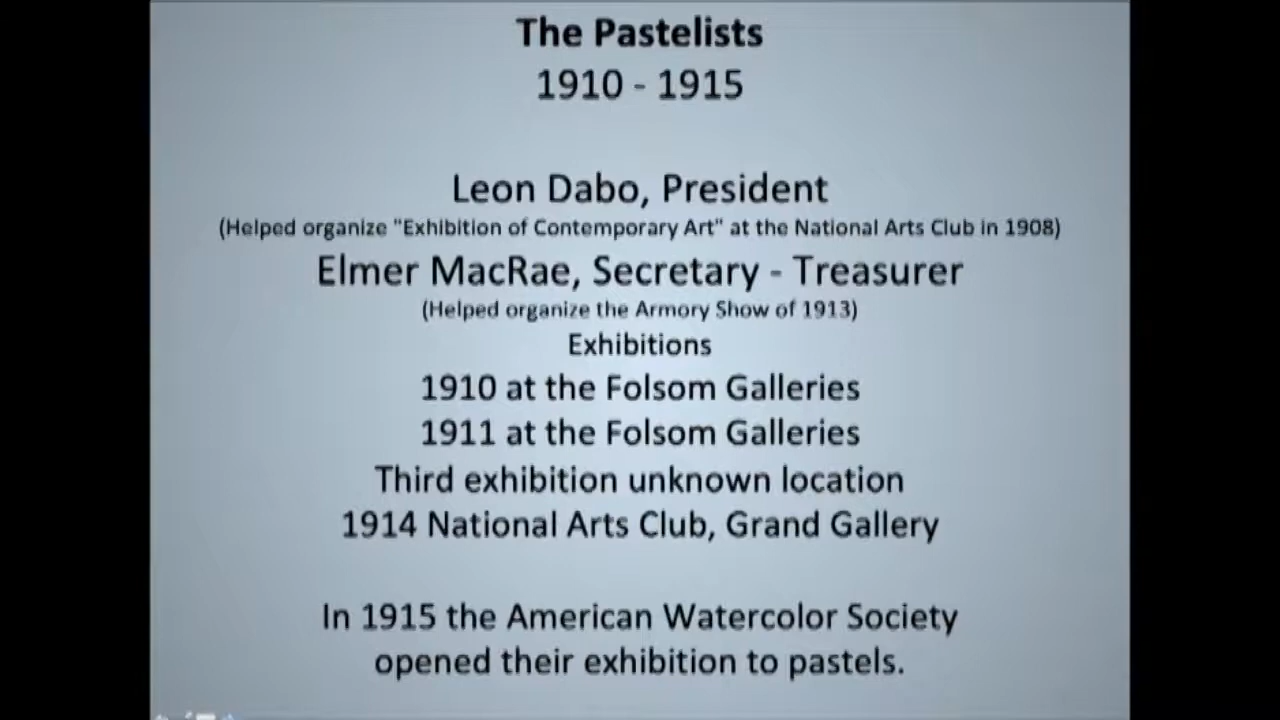 The Pastelists
1910 - 1915
Leon Dabo, President
(Helped organize "Exhibition of Contemporary Art" at the National Arts Club in 1908)
Elmer MacRae, Secretary - Treasurer
(Helped organize the Armory Show of 1913)
Exhibitions
1910 at the Folsom Galleries
1911 at the Folsom Galleries
Third exhibition unknown location
1914 National Arts Club, Grand Gallery
In 1915 the American Watercolor Society
opened their exhibition to pastels.